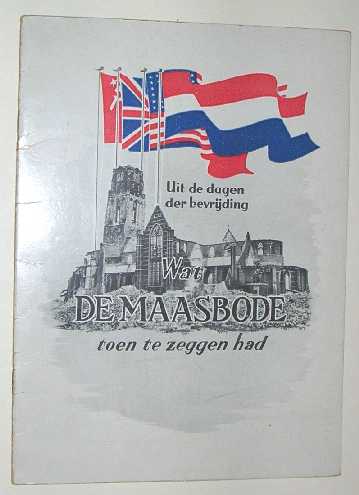 Uit de dagen
der bevrijding
Wat
DE MAASBODE
toen te zeggen had